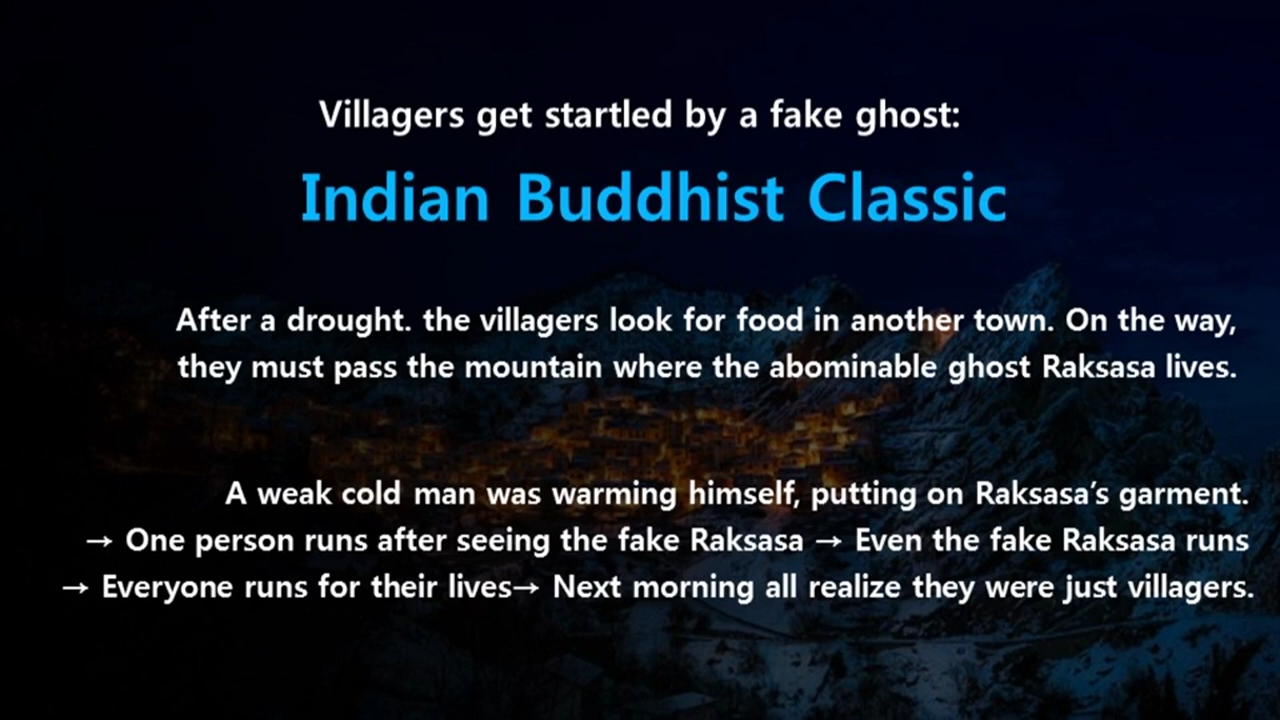 Villagers get startled by a fake ghost:
Indian Buddhist Classic
After a drought. the villagers look for food in another town. On the way,
they must pass the mountain where the abominable ghost Raksasa lives.
A weak cold man was warming himself, putting on Raksasa's garment.
→ One person runs after seeing the fake Raksasa → Even the fake Raksasa runs
→ Everyone runs for their lives→ Next morning all realize they were just villagers.